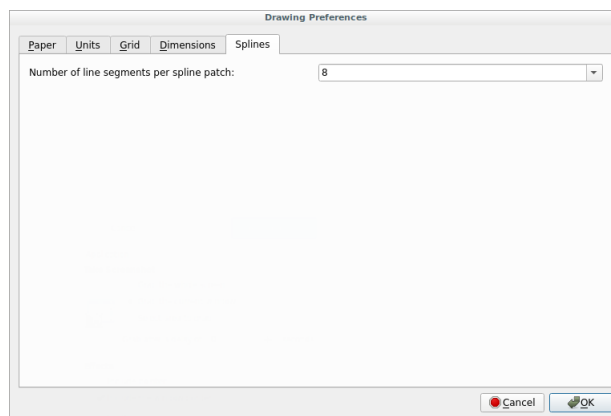 Drawing Preferences
Paper Units Grid Dimensions Splines
Number of line segments per spline patch: 8
Cancel OK